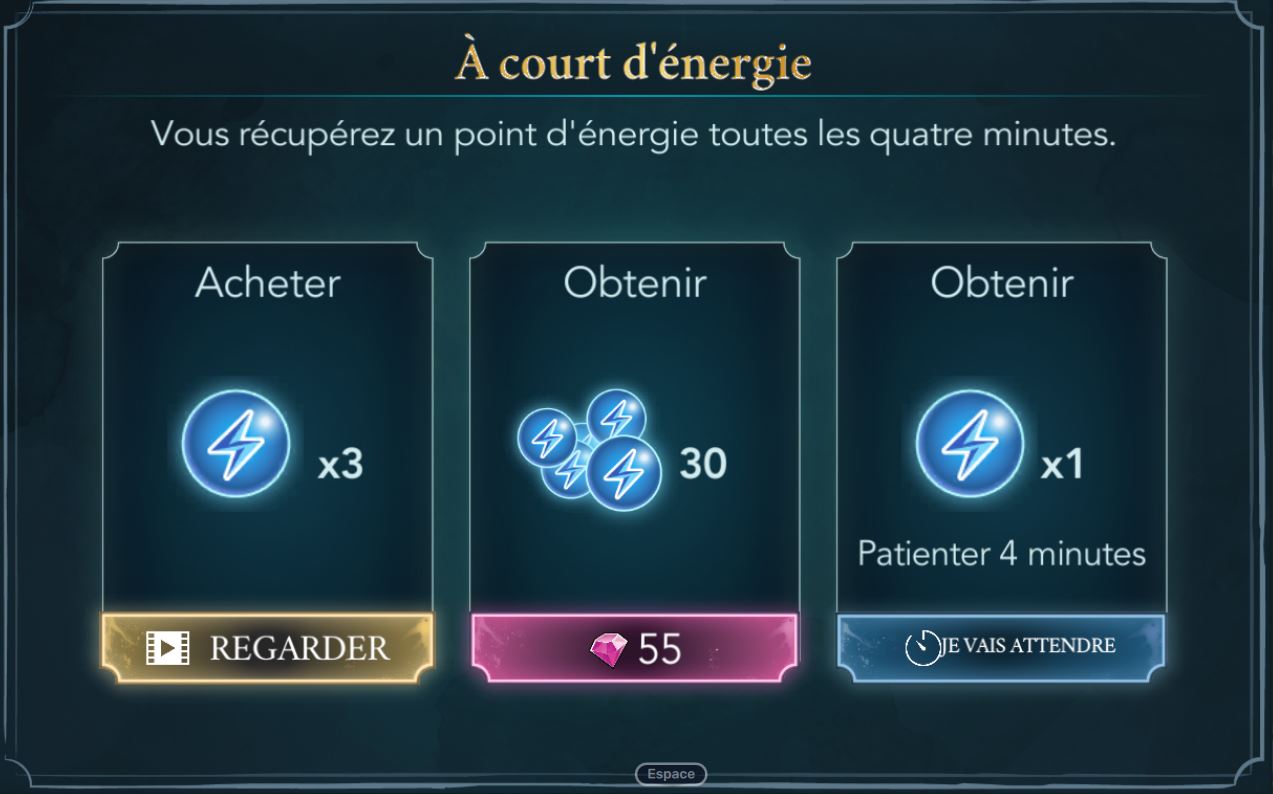 À court d'énergie
Vous récupérez un point d'énergie toutes les quatre minutes.
Acheter
x3
REGARDER
Obtenir
30
55
Obtenir
x1
Patienter 4 minutes
JE VAIS ATTENDRE
Espace